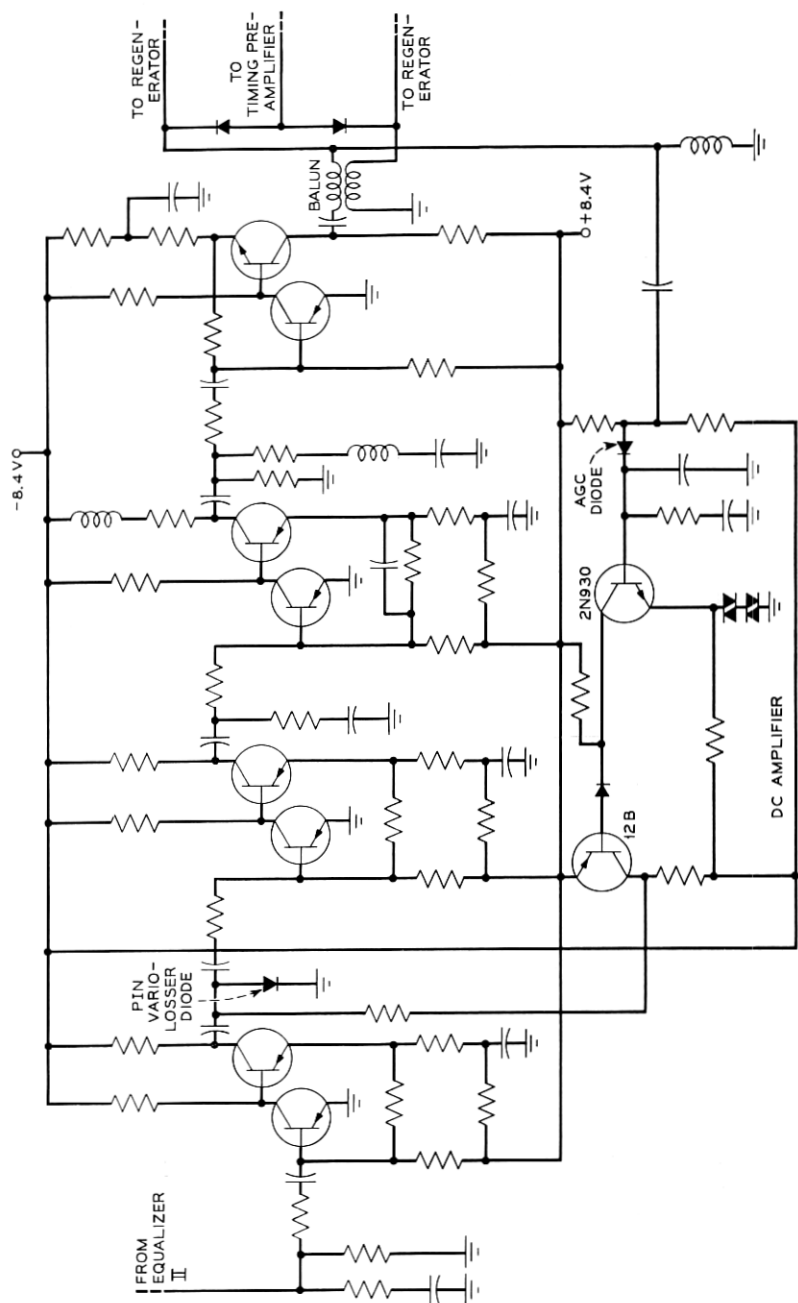 TO REGEN-
ERATOR
TO
TIMING PRE-
AMPLIFIER
TO REGEN-
ERATOR
BALUN
-8.4V
+8.4V
AGC
DIODE
2N930
DC AMPLIFIER
12B
PIN
VARIO-
LOSSER
DIODE
FROM
EQUALIZER
II